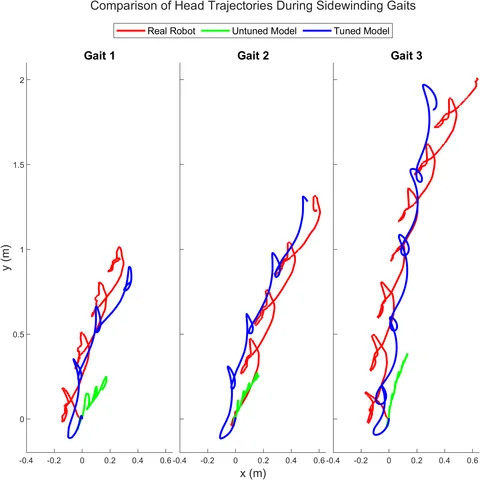 Comparison of Head Trajectories During Sidewinding Gaits
Real Robot Untuned Model Tuned Model
Gait 1 Gait 2 Gait 3
2
1.5
1
0.5
0
y (m)
-0.4 -0.2 0 0.2 0.4 0.6 -0.4 -0.2 0 0.2 0.4 0.6 -0.4 -0.2 0 0.2 0.4 0.6
x (m)